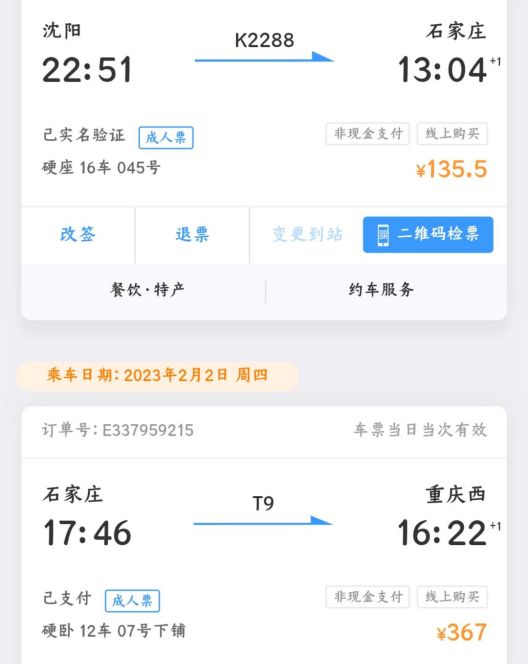 沈阳 K2288 石家庄
22:51 13:04+1
已实名验证 成人票 非现金支付 线上购买
硬座 16车 045号 ¥135.5
改签 退票 变更到站 二维码检票
餐饮·特产 约车服务
乘车日期: 2023年2月2日 周四
订单号: E337959215 车票当日当次有效
石家庄 T9 重庆西
17:46 16:22+1
已支付 成人票 非现金支付 线上购买
硬卧 12车 07号下铺 ¥367